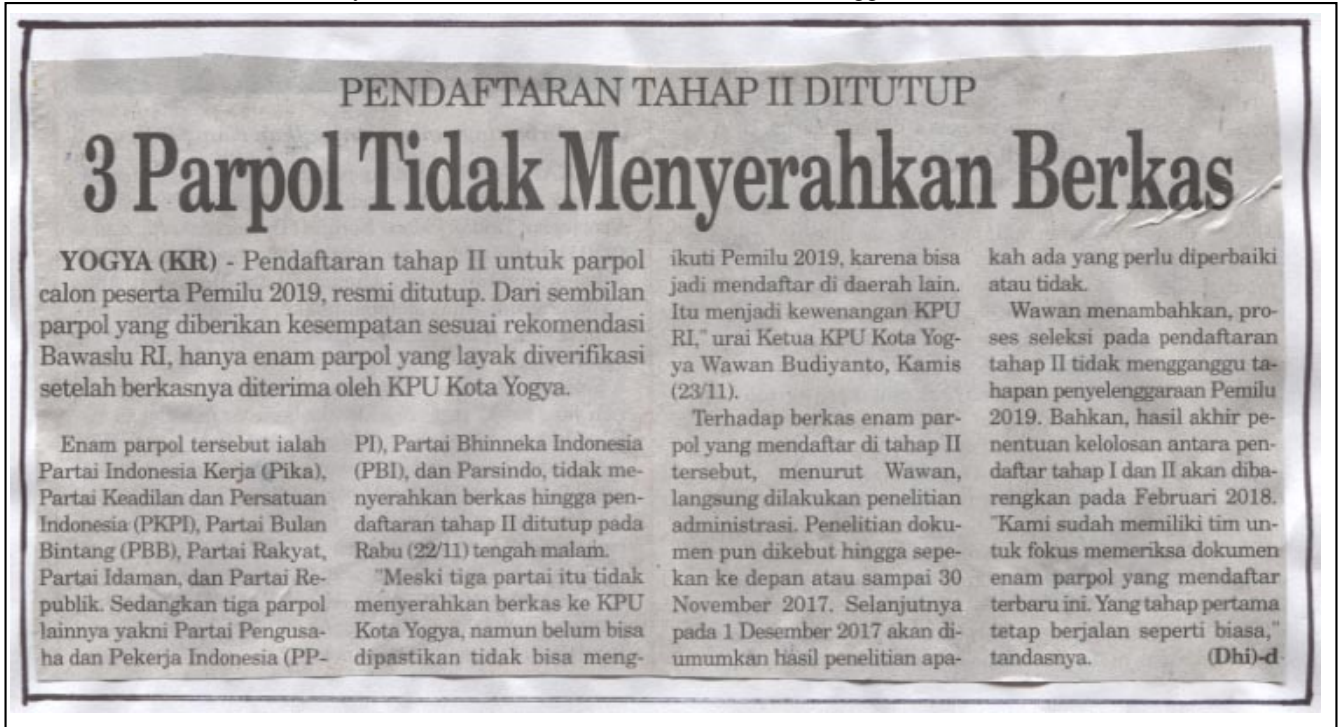 PENDAFTARAN TAHAP II DITUTUP
3 Parpol Tidak Menyerahkan Berkas
YOGYA (KR) - Pendaftaran tahap II untuk parpol
calon peserta Pemilu 2019, resmi ditutup. Dari sembilan
parpol yang diberikan kesempatan sesuai rekomendasi
Bawaslu RI, hanya enam parpol yang layak diverifikasi
setelah berkasnya diterima oleh KPU Kota Yogya.
Enam parpol tersebut ialah
Partai Indonesia Kerja (Pika),
Partai Keadilan dan Persatuan
Indonesia (PKPI), Partai Bulan
Bintang (PBB), Partai Rakyat,
Partai Idaman, dan Partai Re-
publik. Sedangkan tiga parpol
lainnya yakni Partai Pengusa-
ha dan Pekerja Indonesia (PP-
PI), Partai Bhinneka Indonesia
(PBI), dan Parsindo, tidak me-
nyerahkan berkas hingga pen-
daftaran tahap II ditutup pada
Rabu (22/11) tengah malam.
"Meski tiga partai itu tidak
menyerahkan berkas ke KPU
Kota Yogya, namun belum bisa
dipastikan tidak bisa meng-
ikuti Pemilu 2019, karena bisa
jadi mendaftar di daerah lain.
Itu menjadi kewenangan KPU
RI," urai Ketua KPU Kota Yog-
ya Wawan Budiyanto, Kamis
(23/11).
Terhadap berkas enam par-
pol yang mendaftar di tahap II
tersebut, menurut Wawan,
langsung dilakukan penelitian
administrasi. Penelitian doku-
men pun dikebut hingga sepe-
kan ke depan atau sampai 30
November 2017. Selanjutnya
pada 1 Desember 2017 akan di-
umumkan hasil penelitian apa-
kah ada yang perlu diperbaiki
atau tidak.
Wawan menambahkan, pro-
ses seleksi pada pendaftaran
tahap II tidak mengganggu ta-
hapan penyelenggaraan Pemilu
2019. Bahkan, hasil akhir pe-
nentuan kelolosan antara pen-
daftar tahap I dan II akan diba-
rengkan pada Februari 2018.
"Kami sudah memiliki tim un-
tuk fokus memeriksa dokumen
enam parpol yang mendaftar
terbaru ini. Yang tahap pertama
tetap berjalan seperti biasa,"
tandasnya. (Dhi)-d